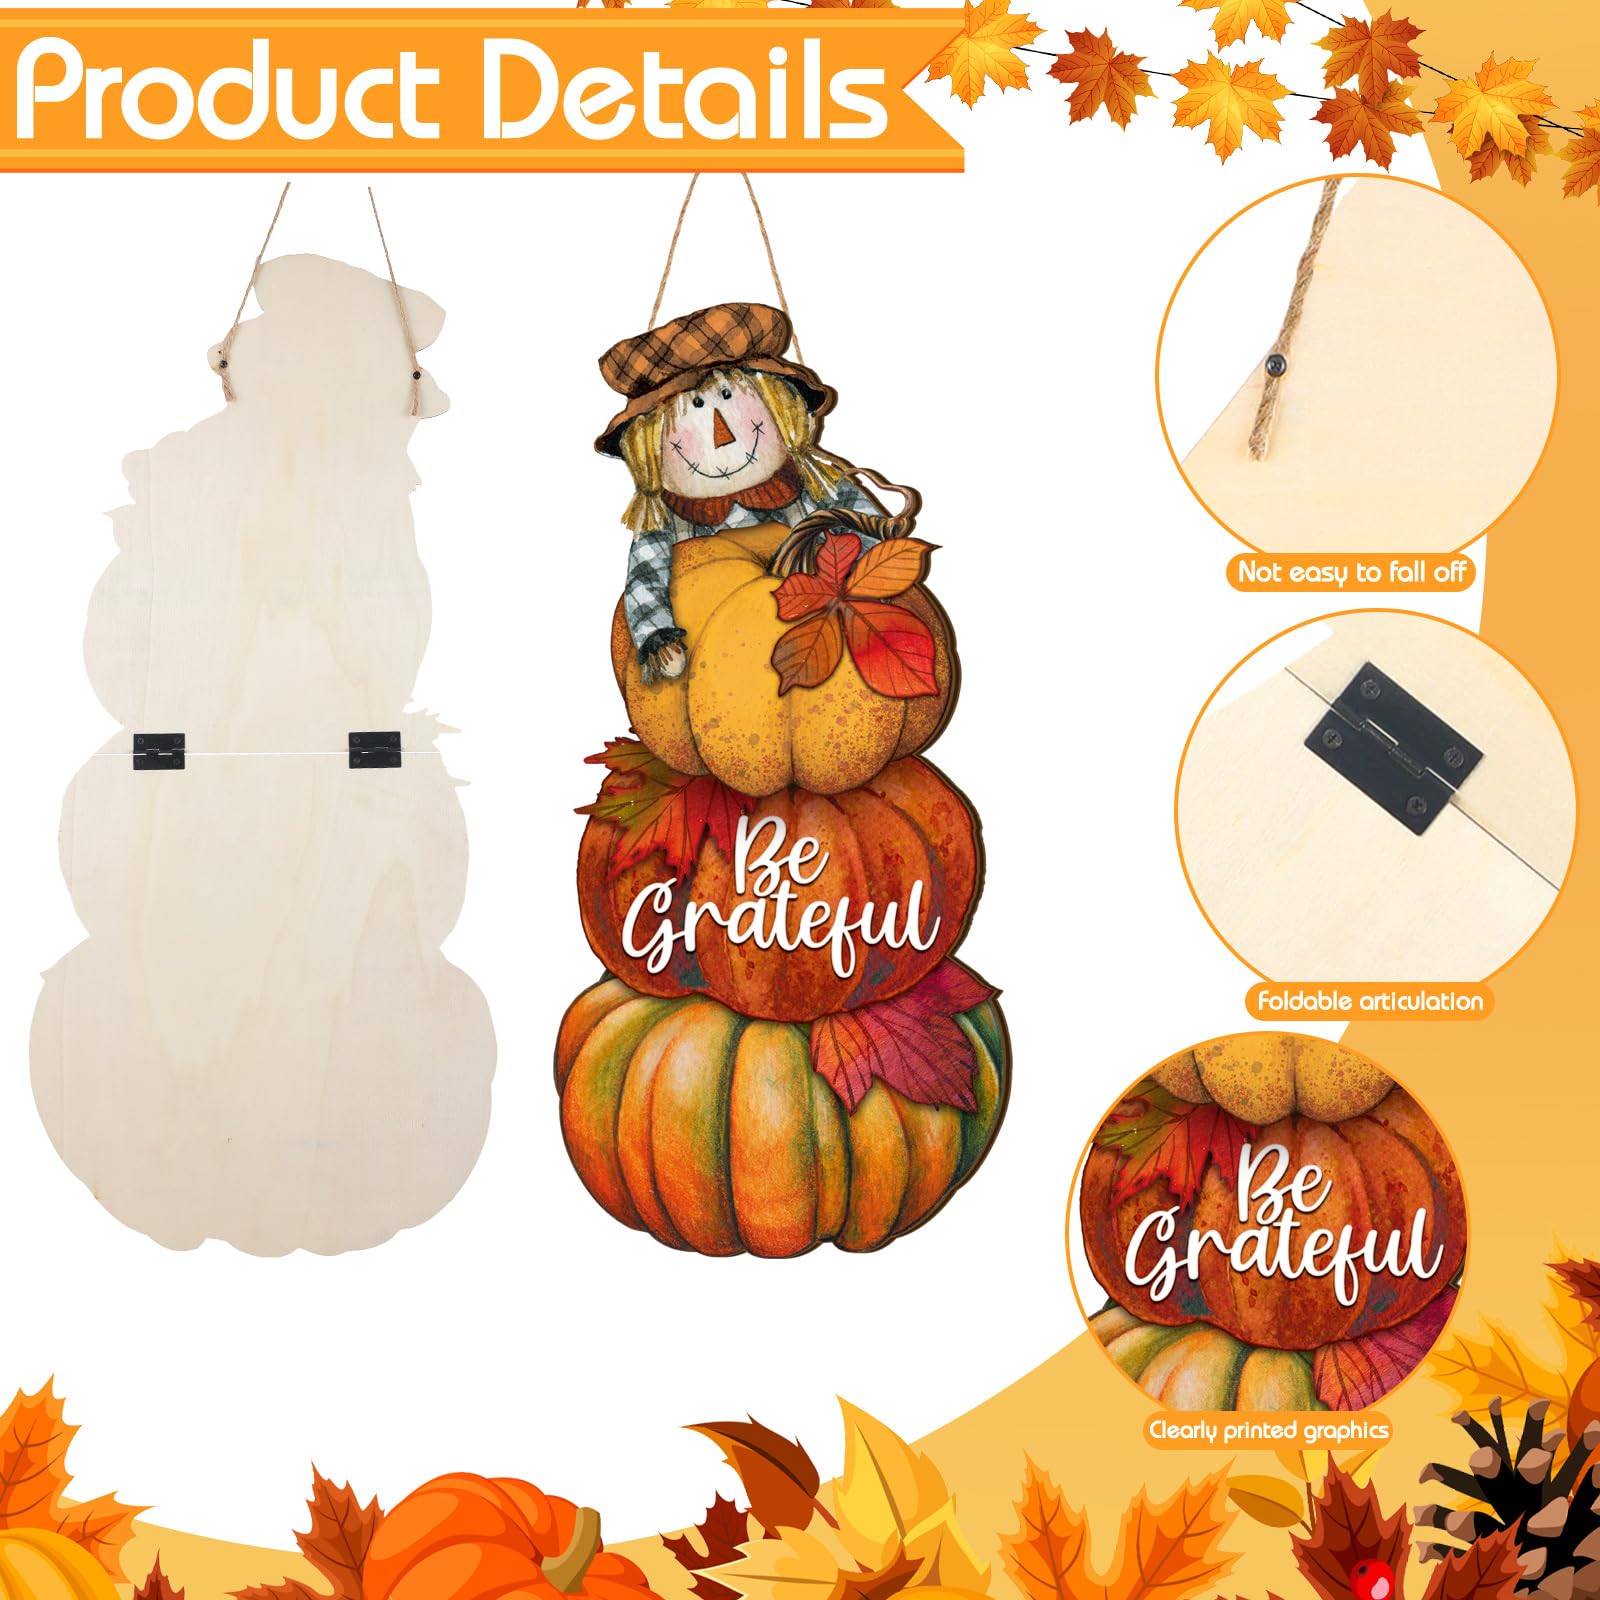 Product Details
Not easy to fall off
Be
Grateful
Foldable articulation
Be
Grateful
Clearly printed graphics